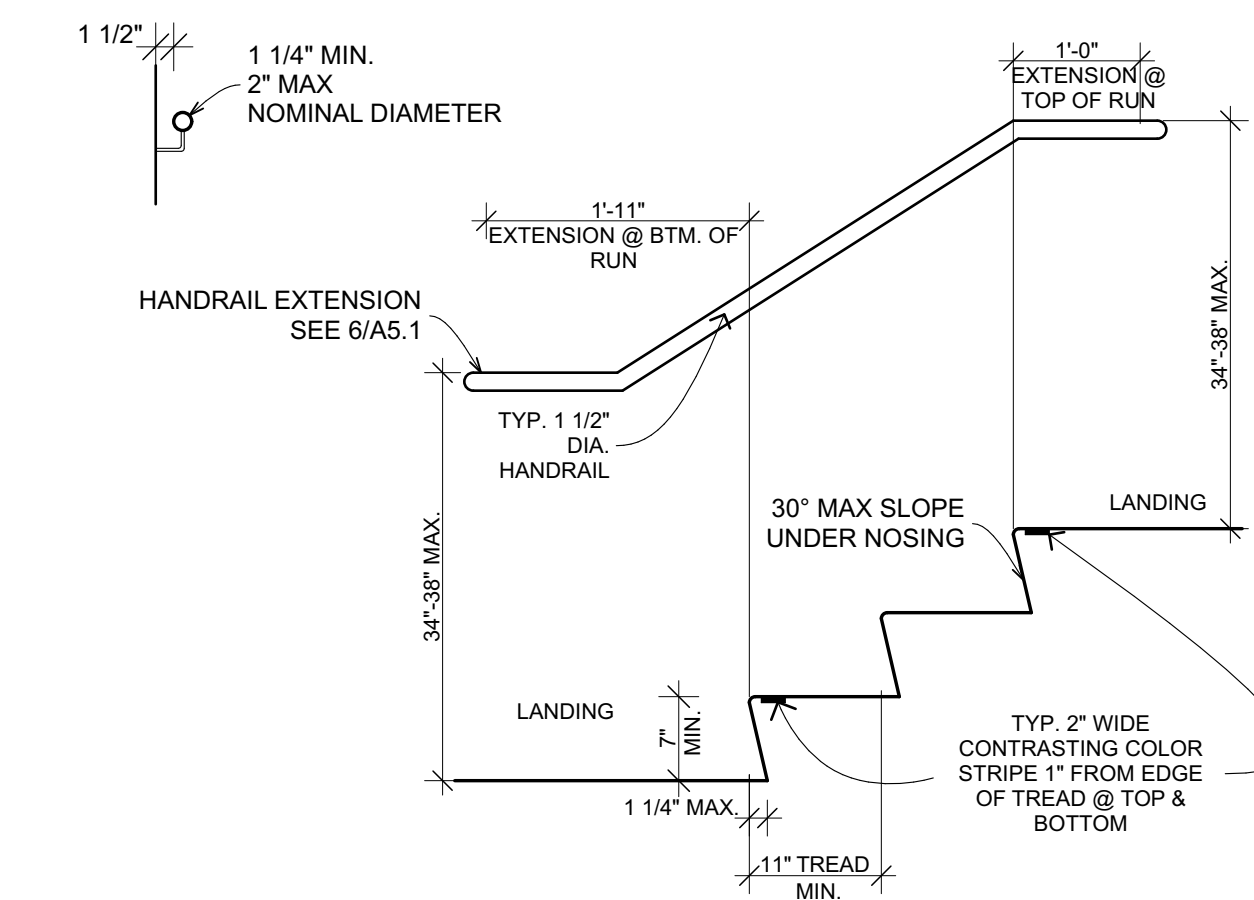 1 1/2"
1 1/4" MIN.
2" MAX
NOMINAL DIAMETER
1'-0"
EXTENSION @
TOP OF RUN
1'-11"
EXTENSION @ BTM. OF
RUN
HANDRAIL EXTENSION
SEE 6/A5.1
34"-38" MAX.
TYP. 1 1/2"
DIA.
HANDRAIL
30° MAX SLOPE
UNDER NOSING
LANDING
34"-38" MAX.
LANDING
7"
MIN.
TYP. 2" WIDE
CONTRASTING COLOR
STRIPE 1" FROM EDGE
OF TREAD @ TOP &
BOTTOM
1 1/4" MAX.
11" TREAD
MIN.